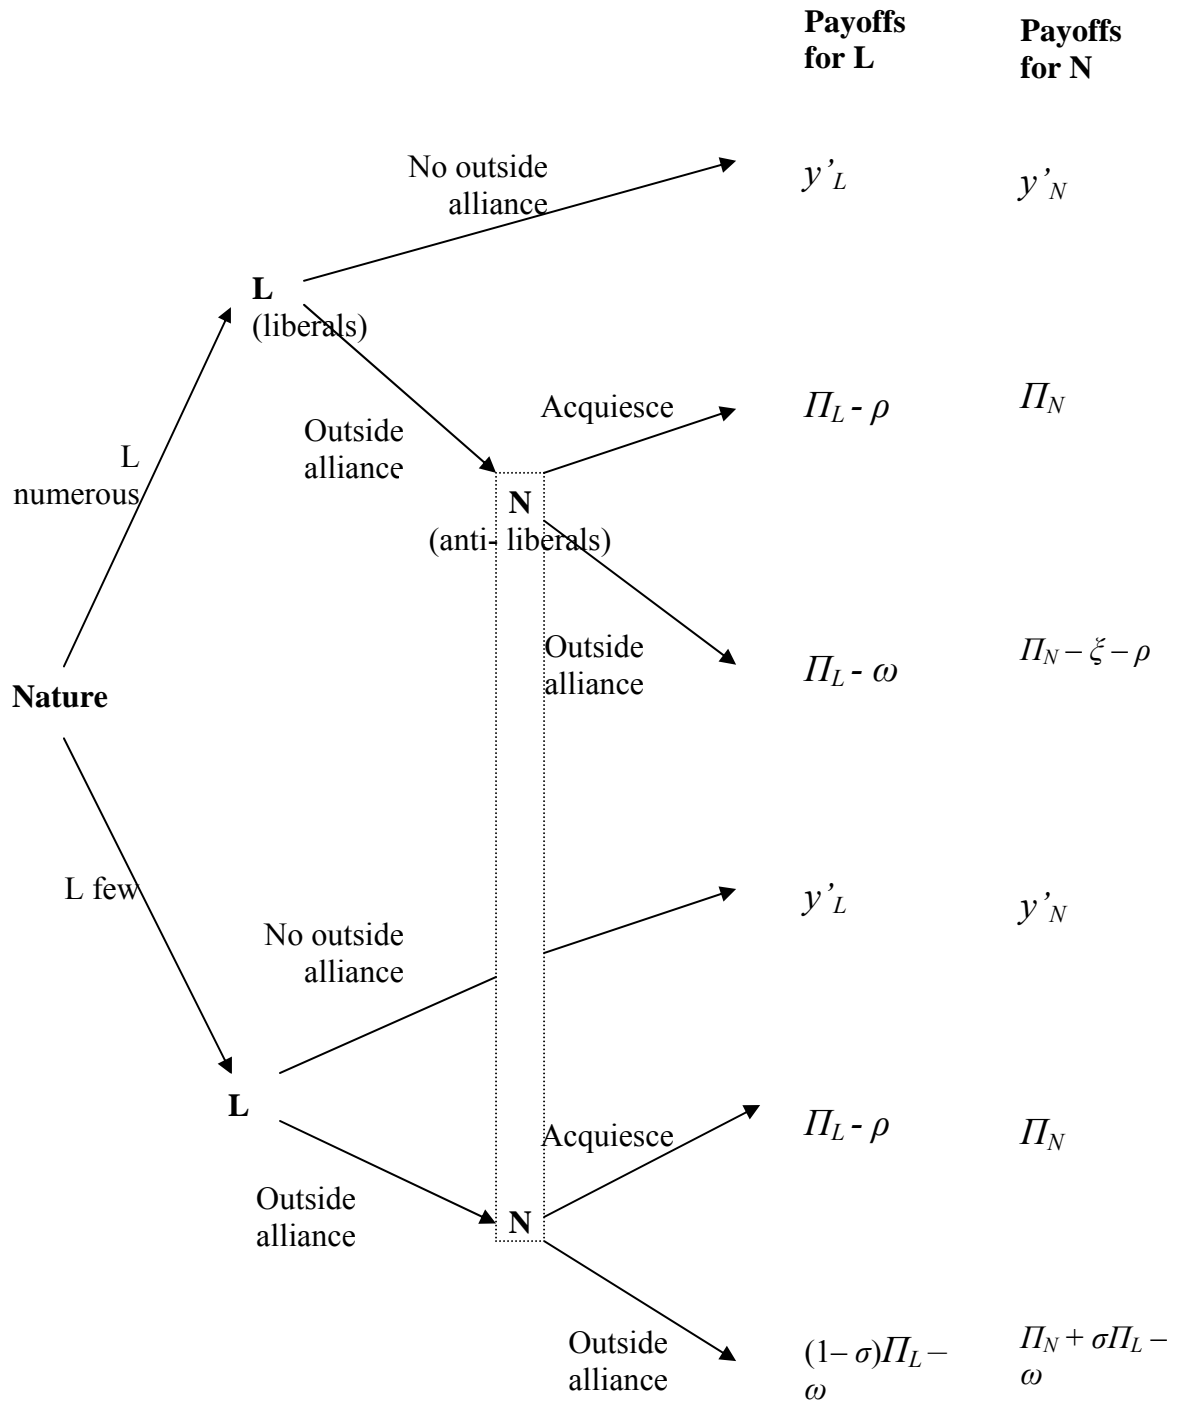 Payoffs
for L
Payoffs
for N
No outside
alliance
y’L
y’N
L
(liberals)
Acquiesce
ΠL - ρ
ΠN
Outside
alliance
L
numerous
N
(anti- liberals)
Outside
alliance
ΠL - ω
ΠN – ξ – ρ
Nature
L few
No outside
alliance
y’L
y’N
L
Acquiesce
ΠL - ρ
ΠN
Outside
alliance
N
Outside
alliance
(1– σ)ΠL –
ω
ΠN + σΠL –
ω